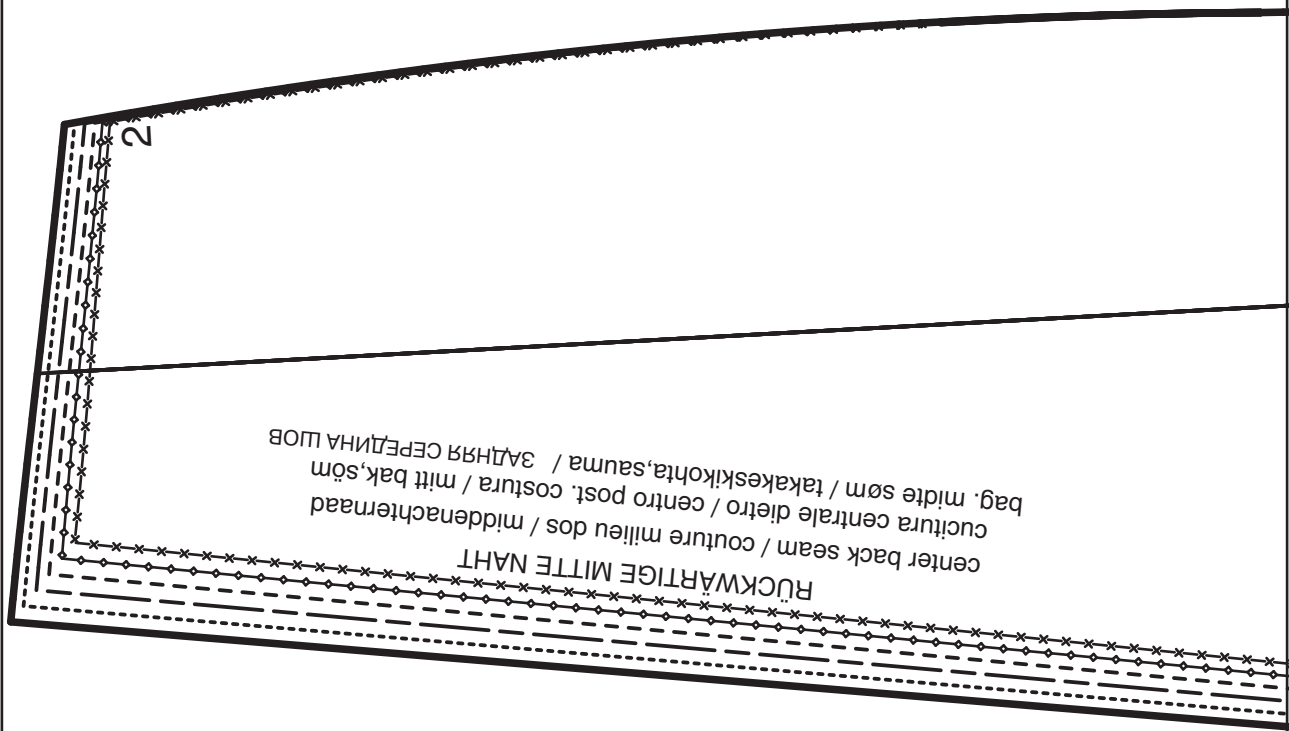 RÜCKWÄRTIGE MITTE NAHT
center back seam / couture milieu dos / middenachternaad
cucitura centrale dietro / centro post. costura / mitt bak,söm
bag. midte søm / takakeskikohta,sauma / ЗАДНЯЯ СЕРЕДИНА ШОВ
2